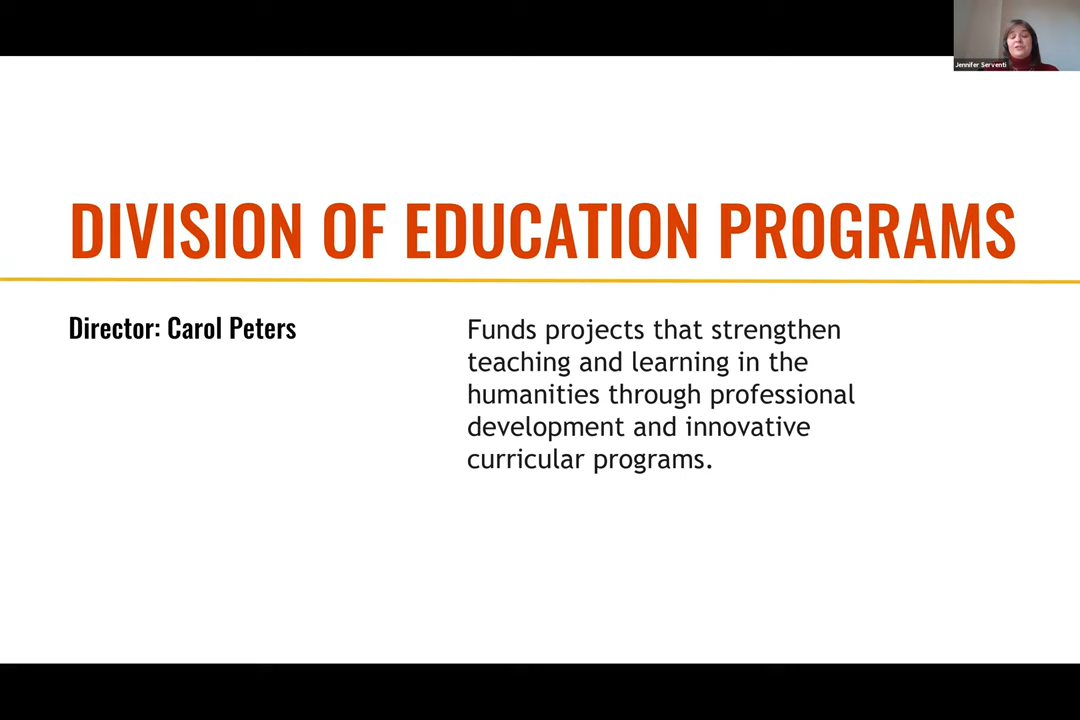 Jennifer Serventi
DIVISION OF EDUCATION PROGRAMS
Director: Carol Peters
Funds projects that strengthen
teaching and learning in the
humanities through professional
development and innovative
curricular programs.